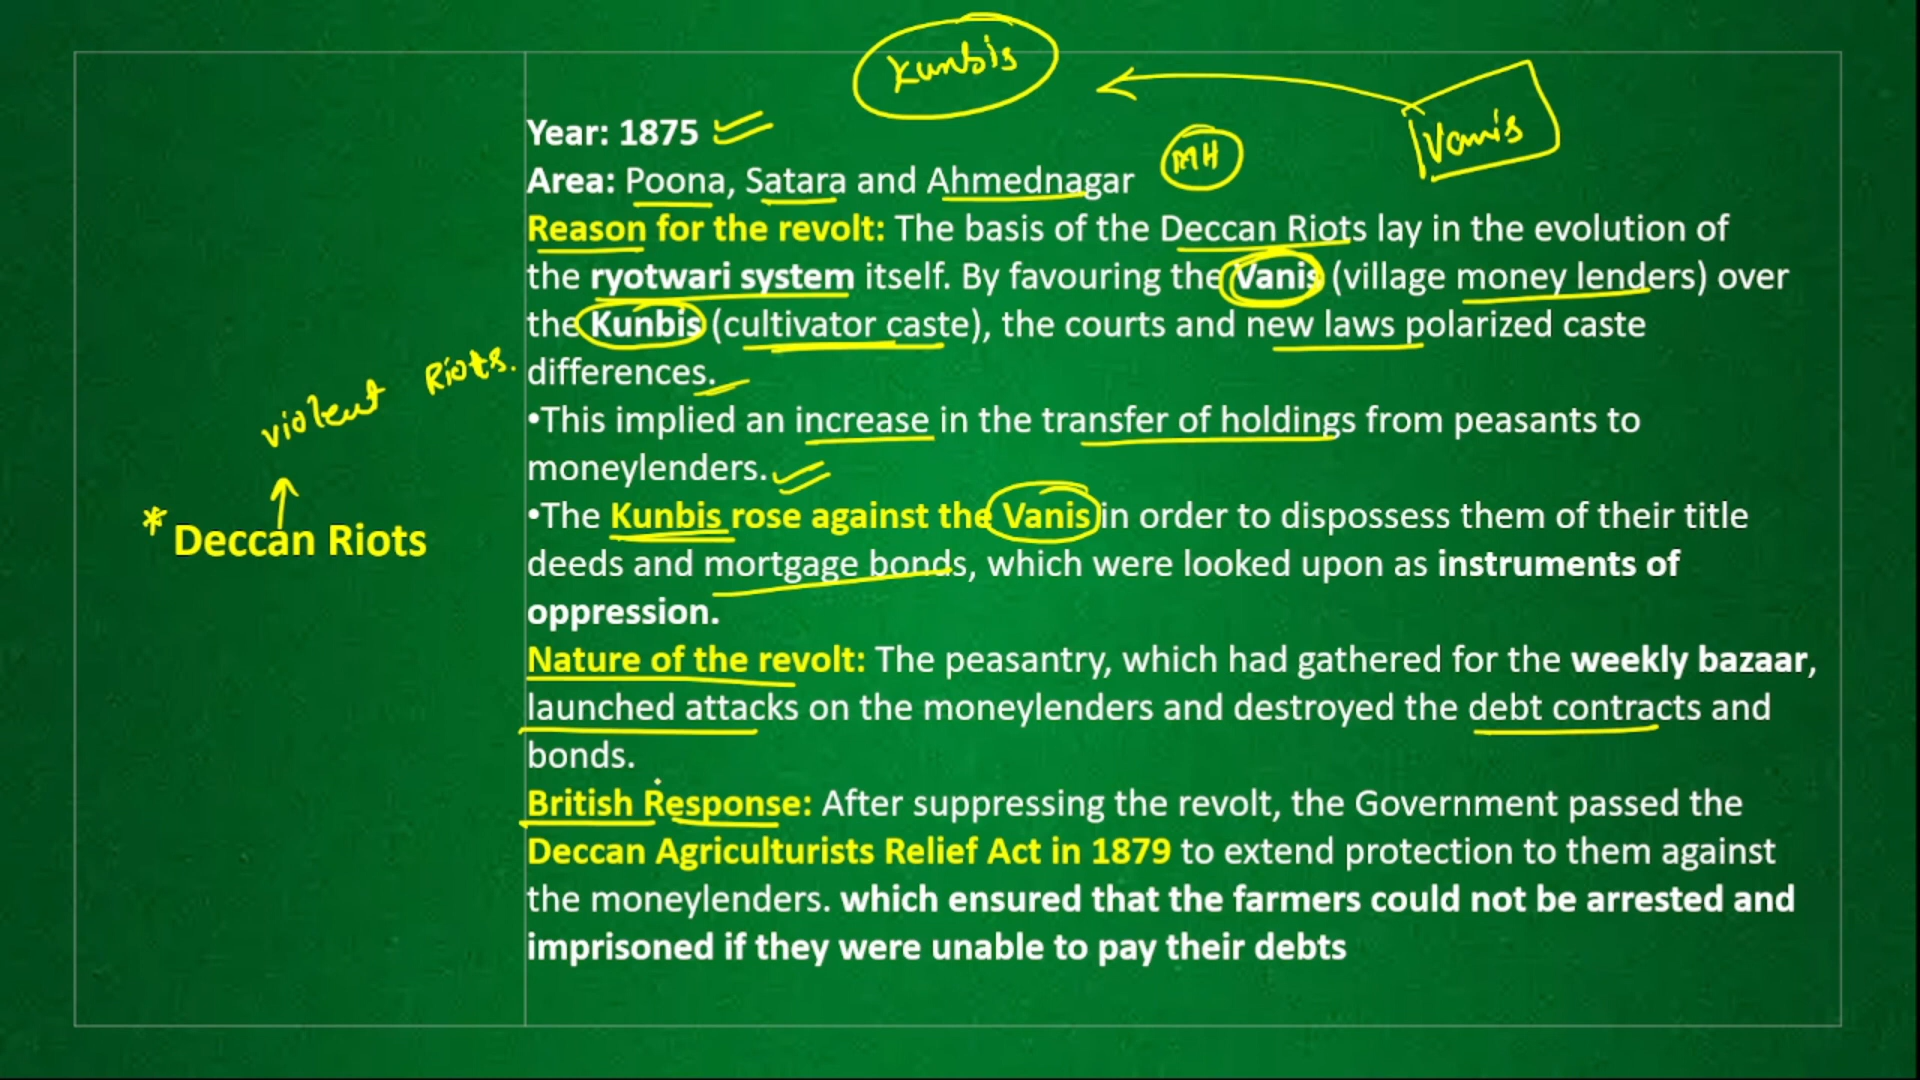 Kunbis
Vanis
Year: 1875
MH
Area: Poona, Satara and Ahmednagar
Reason for the revolt: The basis of the Deccan Riots lay in the evolution of
the ryotwari system itself. By favouring the Vanis (village money lenders) over
the Kunbis (cultivator caste), the courts and new laws polarized caste
differences.
violent Riots.
•This implied an increase in the transfer of holdings from peasants to
moneylenders.
•The Kunbis rose against the Vanis in order to dispossess them of their title
* Deccan Riots
deeds and mortgage bonds, which were looked upon as instruments of
oppression.
Nature of the revolt: The peasantry, which had gathered for the weekly bazaar,
launched attacks on the moneylenders and destroyed the debt contracts and
bonds.
British Response: After suppressing the revolt, the Government passed the
Deccan Agriculturists Relief Act in 1879 to extend protection to them against
the moneylenders. which ensured that the farmers could not be arrested and
imprisoned if they were unable to pay their debts